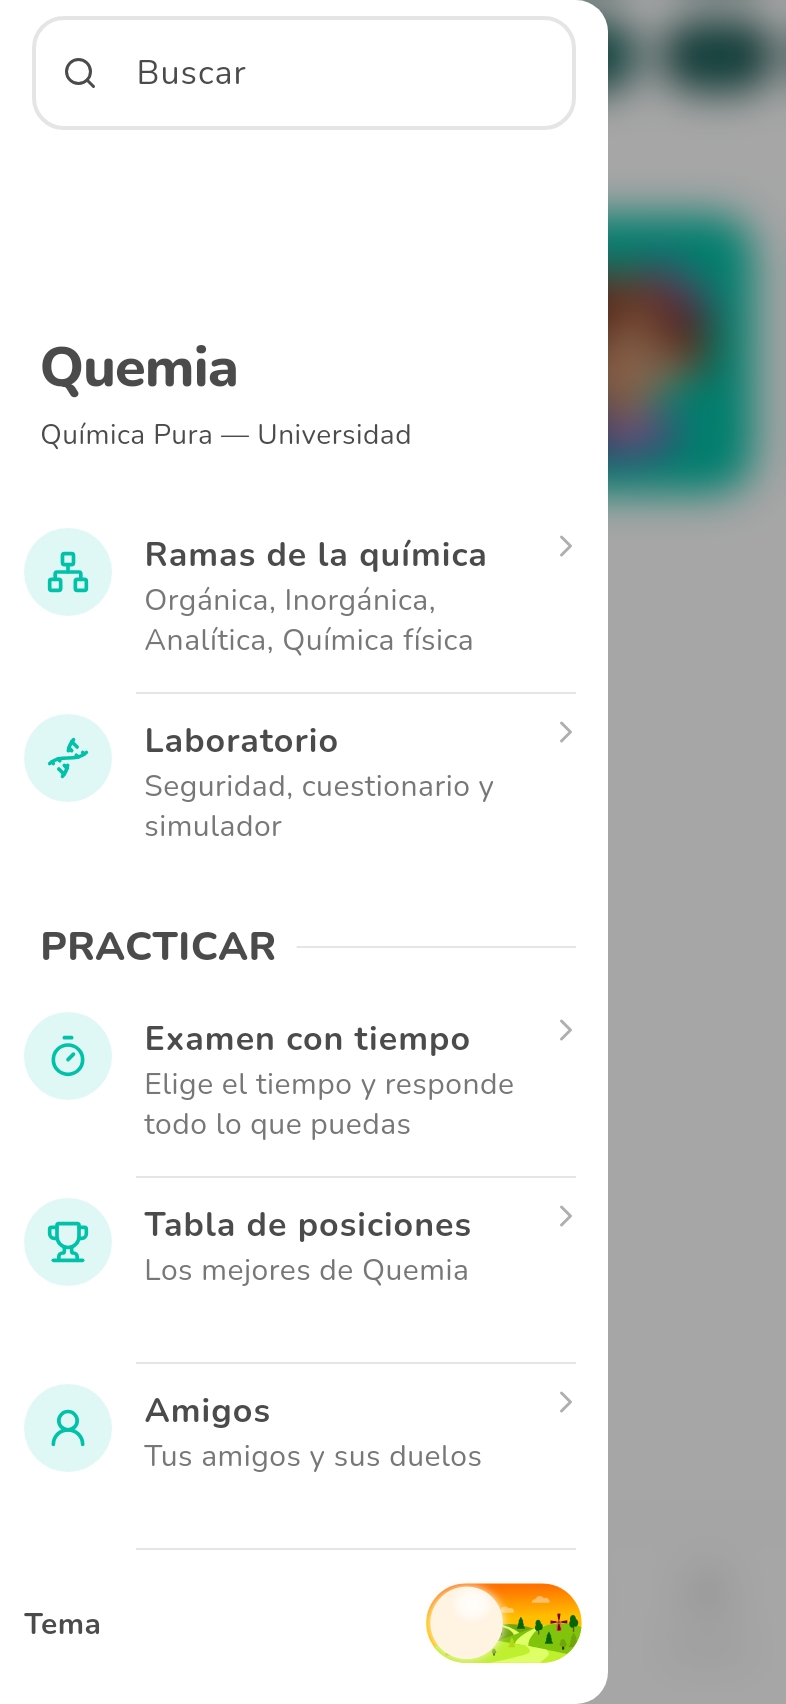 Buscar
Quemia
Química Pura — Universidad
Ramas de la química
Orgánica, Inorgánica,
Analítica, Química física
Laboratorio
Seguridad, cuestionario y
simulador
PRACTICAR
Examen con tiempo
Elige el tiempo y responde
todo lo que puedas
Tabla de posiciones
Los mejores de Quemia
Amigos
Tus amigos y sus duelos
Tema